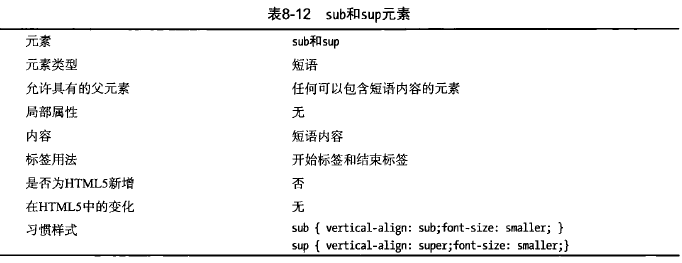 表8-12 sub和sup元素
元素 sub和sup
元素类型 短语
允许具有的父元素 任何可以包含短语内容的元素
局部属性 无
内容 短语内容
标签用法 开始标签和结束标签
是否为HTML5新增 否
在HTML5中的变化 无
习惯样式 sub { vertical-align: sub;font-size: smaller; }
sup { vertical-align: super;font-size: smaller;}